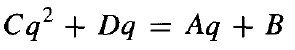 Cq² + Dq = Aq + B